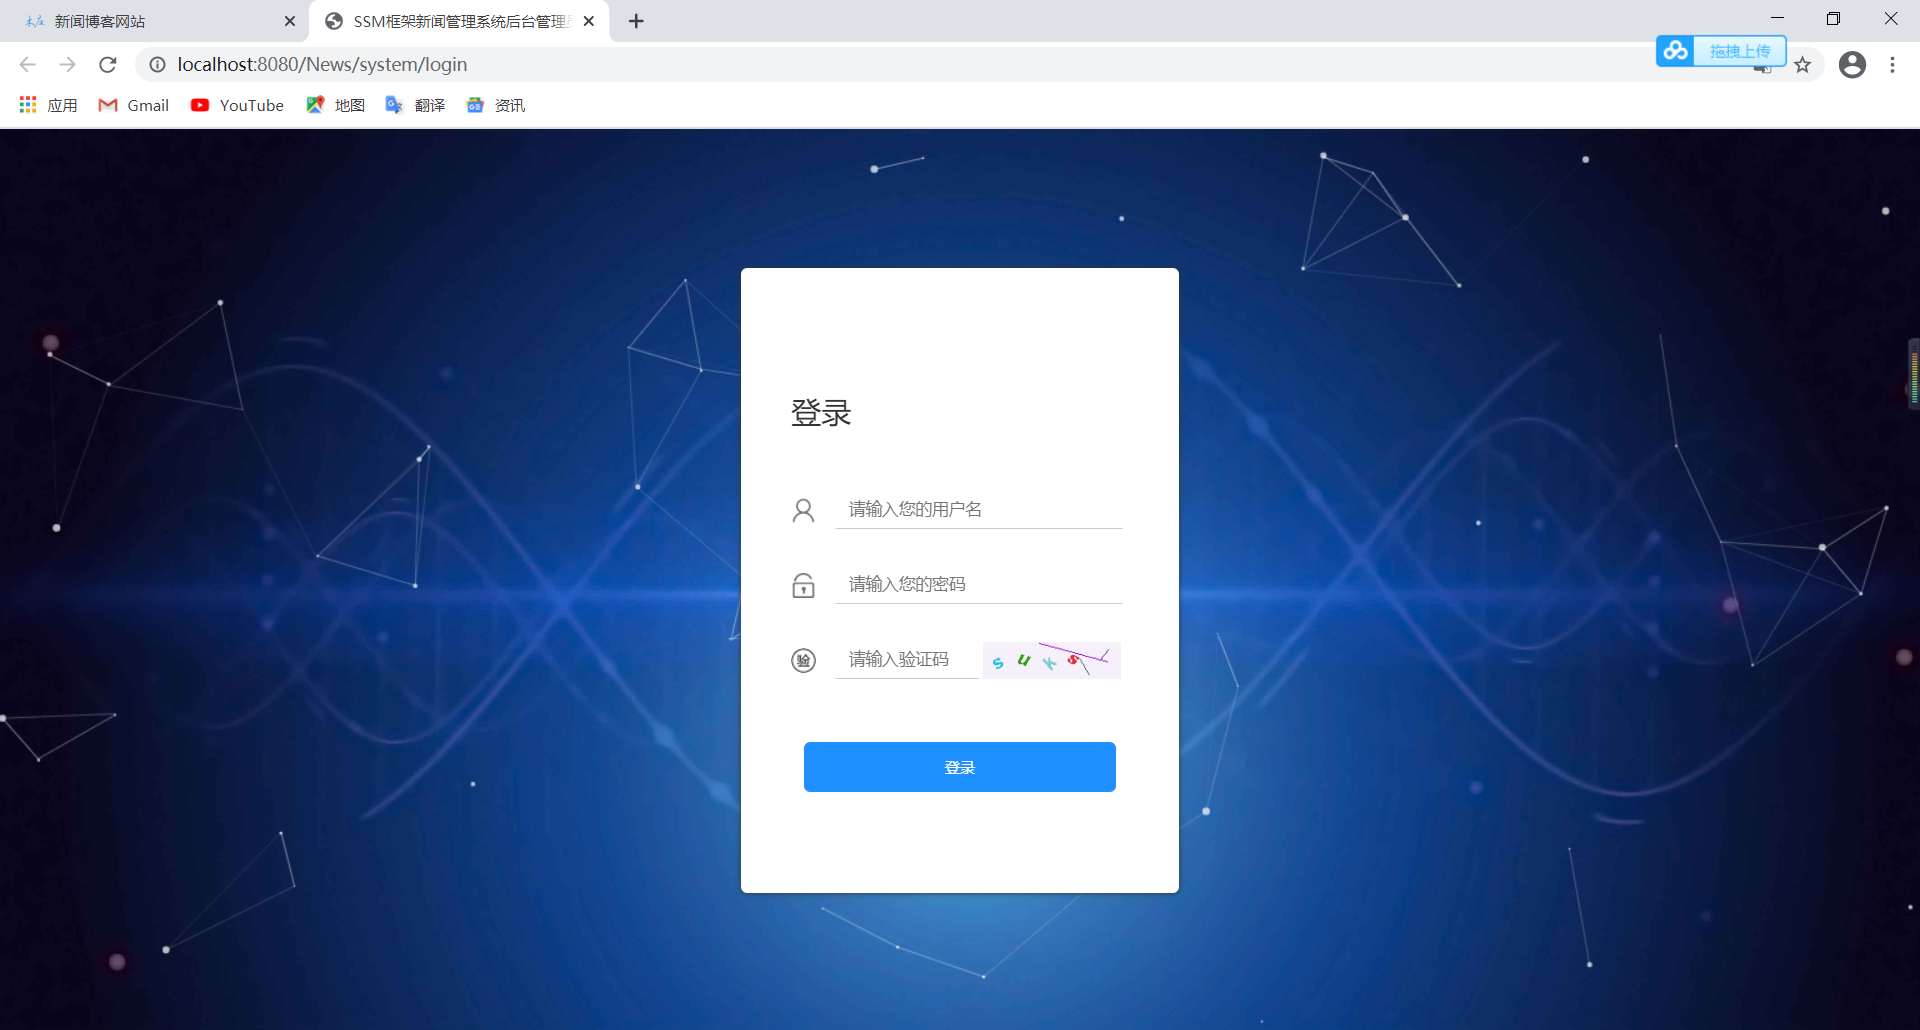 新闻博客网站
SSM框架新闻管理系统后台管理
localhost:8080/News/system/login
拖拽上传
应用
Gmail
YouTube
地图
翻译
资讯
登录
请输入您的用户名
请输入您的密码
验
请输入验证码
s u k s
登录